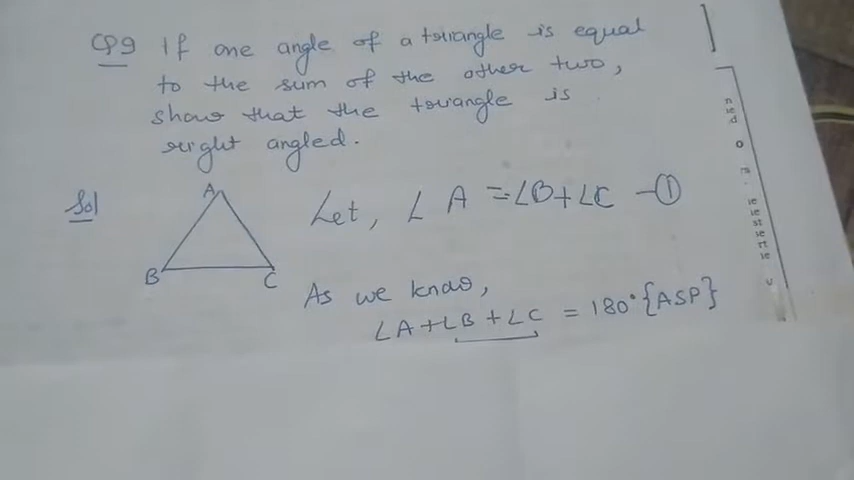 CP9 If one angle of a triangle is equal
to the sum of the other two,
show that the triangle is
right angled.
Sol
A
B
C
Let, ∠A = ∠B+∠C —①
As we know,
∠A+∠B+∠C = 180° {ASP}